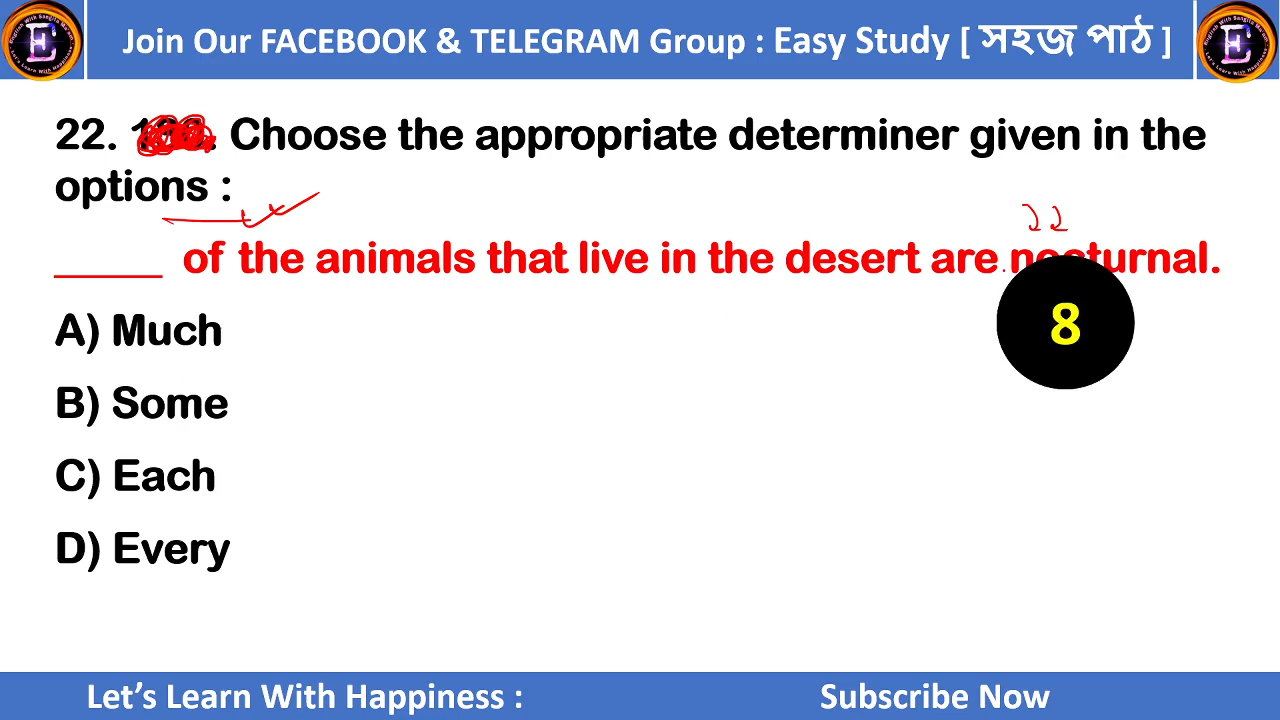 Join Our FACEBOOK & TELEGRAM Group : Easy Study [ সহজ পাঠ ]
22. Choose the appropriate determiner given in the
options :
_____ of the animals that live in the desert are nocturnal.
8
A) Much
B) Some
C) Each
D) Every
Let's Learn With Happiness :
Subscribe Now